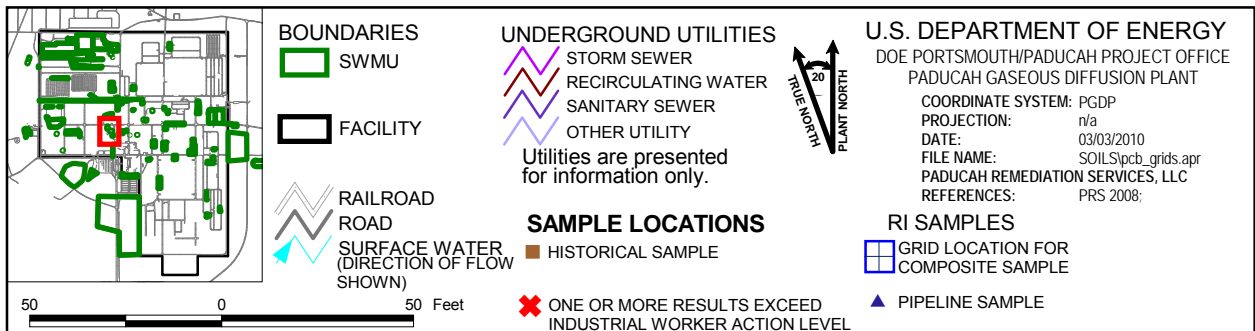 BOUNDARIES
SWMU
FACILITY
RAILROAD
ROAD
SURFACE WATER
(DIRECTION OF FLOW
SHOWN)
50 0 50 Feet
UNDERGROUND UTILITIES
STORM SEWER
RECIRCULATING WATER
SANITARY SEWER
OTHER UTILITY
Utilities are presented
for information only.
SAMPLE LOCATIONS
HISTORICAL SAMPLE
ONE OR MORE RESULTS EXCEED
INDUSTRIAL WORKER ACTION LEVEL
20
TRUE NORTH
PLANT NORTH
U.S. DEPARTMENT OF ENERGY
DOE PORTSMOUTH/PADUCAH PROJECT OFFICE
PADUCAH GASEOUS DIFFUSION PLANT
COORDINATE SYSTEM: PGDP
PROJECTION: n/a
DATE: 03/03/2010
FILE NAME: SOILS\pcb_grids.apr
PADUCAH REMEDIATION SERVICES, LLC
REFERENCES: PRS 2008;
RI SAMPLES
GRID LOCATION FOR
COMPOSITE SAMPLE
PIPELINE SAMPLE